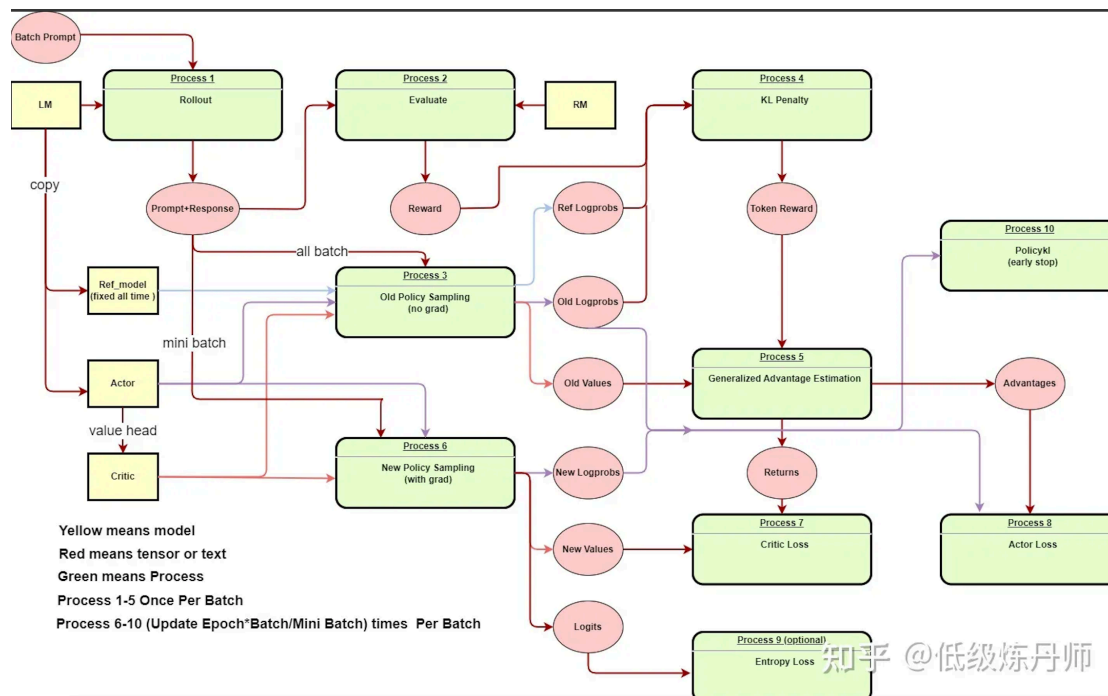 Batch Prompt
Process 1
Rollout
Process 2
Evaluate
Process 4
KL Penalty
LM
RM
copy
Prompt+Response
Reward
Ref Logprobs
Token Reward
all batch
Process 10
Policykl
(early stop)
Ref_model
(fixed all time )
Process 3
Old Policy Sampling
(no grad)
Old Logprobs
mini batch
Actor
Old Values
Process 5
Generalized Advantage Estimation
Advantages
value head
Critic
Process 6
New Policy Sampling
(with grad)
New Logprobs
Returns
Yellow means model
Red means tensor or text
Green means Process
Process 1-5 Once Per Batch
Process 6-10 (Update Epoch*Batch/Mini Batch) times  Per Batch
New Values
Process 7
Critic Loss
Process 8
Actor Loss
Logits
Process 9 (optional)
Entropy Loss
知乎 @低级炼丹师